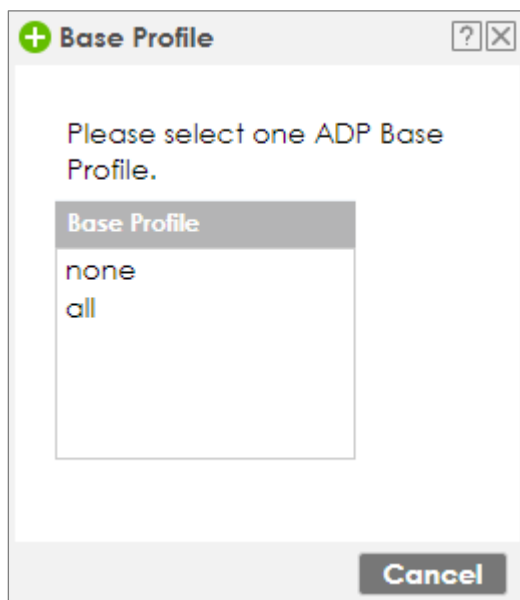 Base Profile
Please select one ADP Base
Profile.
Base Profile
none
all
Cancel